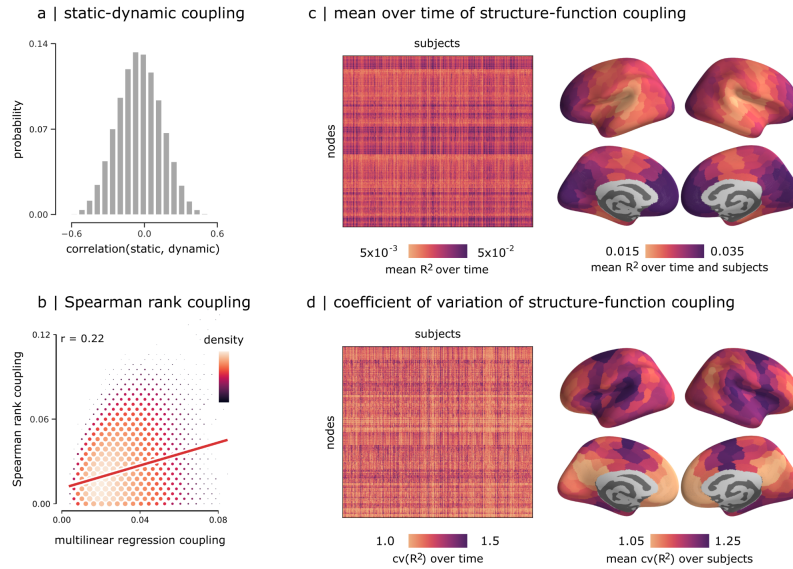 a | static-dynamic coupling
0.14
0.07
0.00
probability
−0.6
0.0
0.6
correlation(static, dynamic)
b | Spearman rank coupling
0.12
0.06
0.00
Spearman rank coupling
r = 0.22
density
0.00
0.04
0.08
multilinear regression coupling
c | mean over time of structure-function coupling
subjects
nodes
5x10⁻³
5x10⁻²
mean R² over time
0.015
0.035
mean R² over time and subjects
d | coefficient of variation of structure-function coupling
subjects
nodes
1.0
1.5
cv(R²) over time
1.05
1.25
mean cv(R²) over subjects